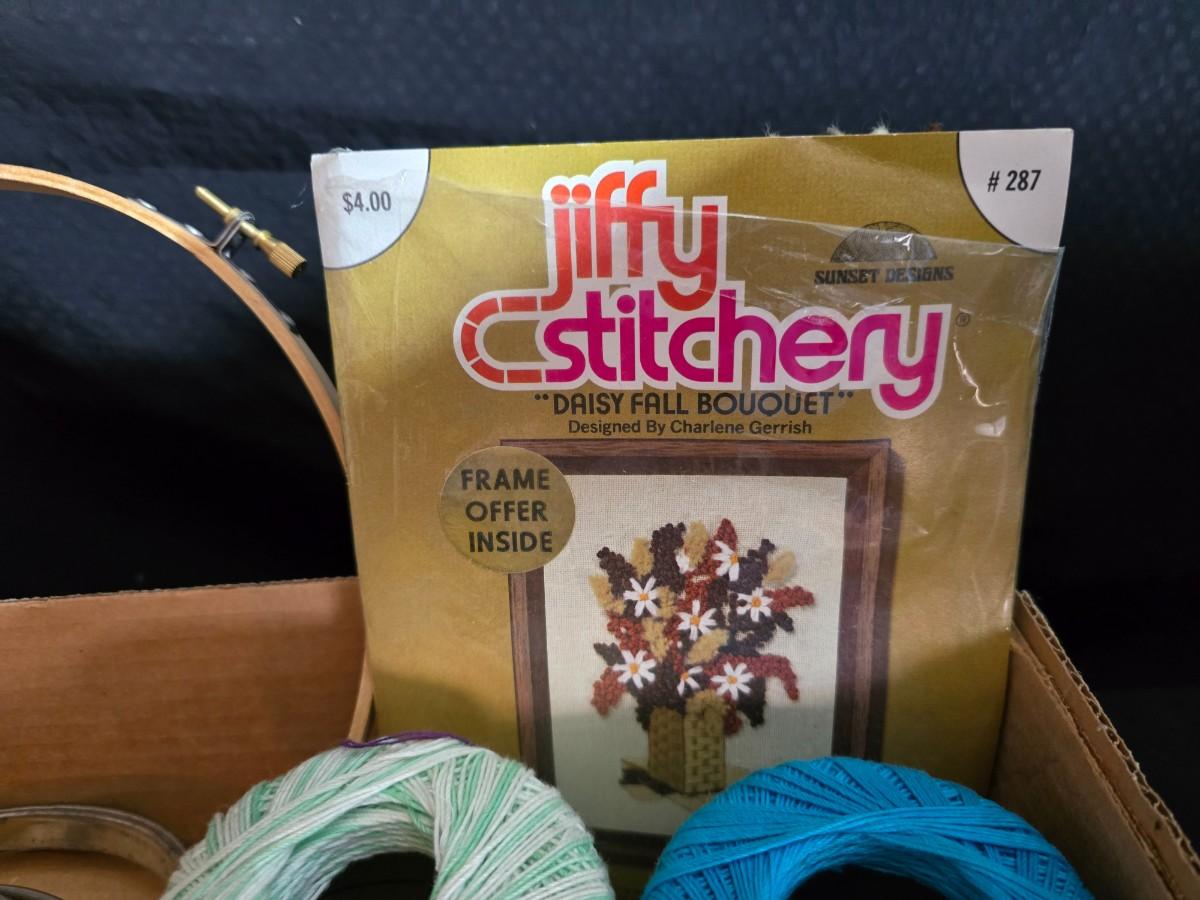 $4.00
# 287
jiffy
stitchery®
SUNSET DESIGNS
"DAISY FALL BOUQUET"
Designed By Charlene Gerrish
FRAME
OFFER
INSIDE